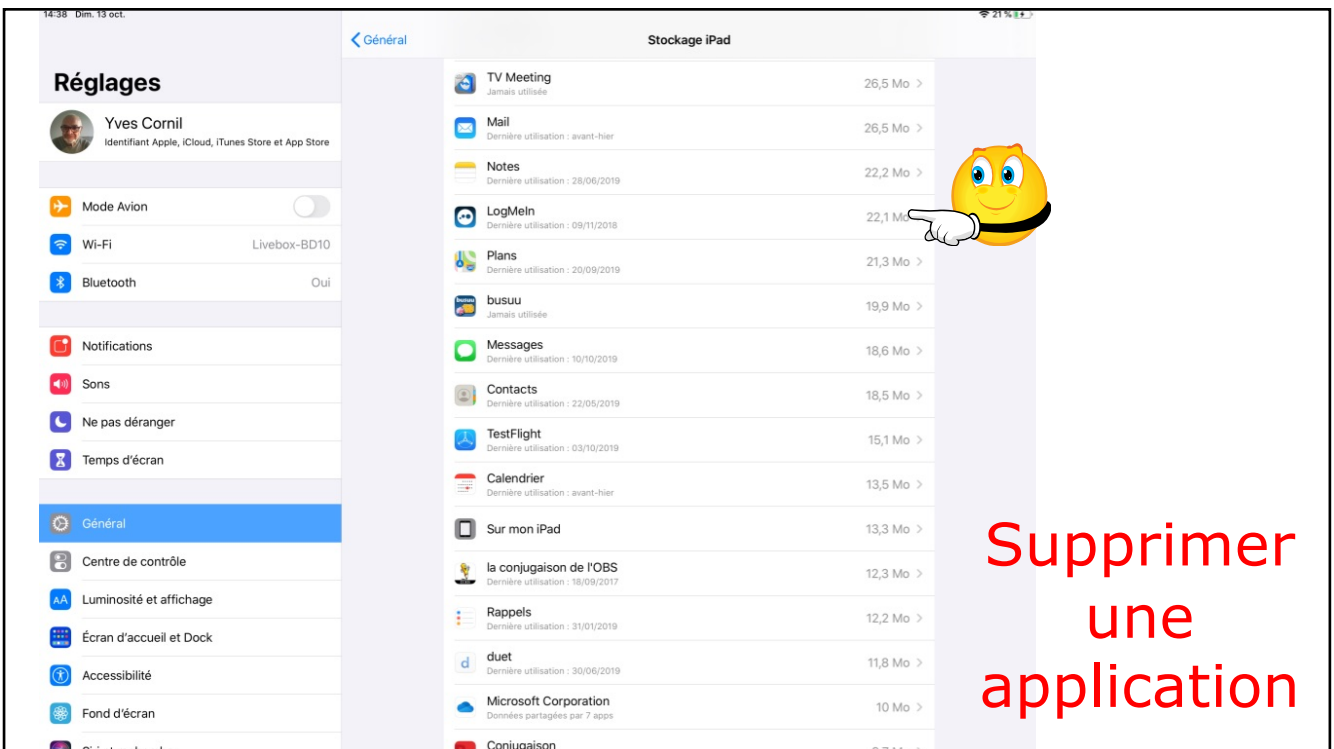 14:38 Dim. 13 oct.
21 %
Général
Stockage iPad
Réglages
Yves Cornil
Identifiant Apple, iCloud, iTunes Store et App Store
Mode Avion
Wi-Fi Livebox-BD10
Bluetooth Oui
Notifications
Sons
Ne pas déranger
Temps d'écran
Général
Centre de contrôle
Luminosité et affichage
Écran d'accueil et Dock
Accessibilité
Fond d'écran
TV Meeting 26,5 Mo
Jamais utilisée
Mail 26,5 Mo
Dernière utilisation : avant-hier
Notes 22,2 Mo
Dernière utilisation : 28/06/2019
LogMeIn 22,1 Mo
Dernière utilisation : 09/11/2018
Plans 21,3 Mo
Dernière utilisation : 20/09/2019
busuu 19,9 Mo
Jamais utilisée
Messages 18,6 Mo
Dernière utilisation : 10/10/2019
Contacts 18,5 Mo
Dernière utilisation : 22/05/2019
TestFlight 15,1 Mo
Dernière utilisation : 03/10/2019
Calendrier 13,5 Mo
Dernière utilisation : avant-hier
Sur mon iPad 13,3 Mo
la conjugaison de l'OBS 12,3 Mo
Dernière utilisation : 18/09/2017
Rappels 12,2 Mo
Dernière utilisation : 31/01/2019
duet 11,8 Mo
Dernière utilisation : 30/06/2019
Microsoft Corporation 10 Mo
Données partagées par 7 apps
Conjugaison
Supprimer
une
application